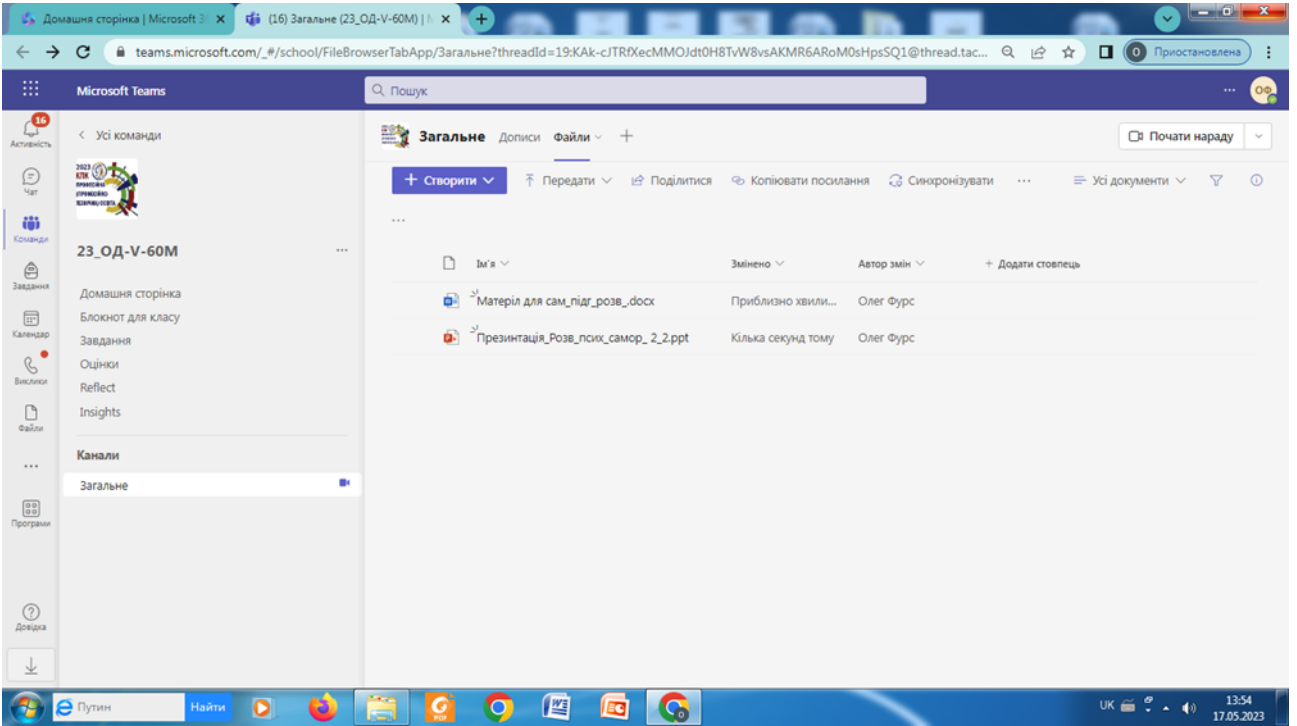 Домашня сторінка | Microsoft 3
(16) Загальне (23_ОД-V-60М) |
teams.microsoft.com/_#/school/FileBrowserTabApp/Загальне?threadId=19:KAk-cJTRfXecMMOJdt0H8TvW8vsAKMR6ARoM0sHpsSQ1@thread.tac...
О Приостановлена
Microsoft Teams
Пошук
ОФ
16
Активність
Чат
Команди
Завдання
Календар
Виклики
Файли
Програми
Довідка
Усі команди
2023
КПК
23_ОД-V-60М
Домашня сторінка
Блокнот для класу
Завдання
Оцінки
Reflect
Insights
Канали
Загальне
Загальне Дописи Файли
Почати нараду
Створити Передати Поділитися Копіювати посилання Синхронізувати ... Усі документи
...
Ім'я Змінено Автор змін + Додати стовпець
Матеріл для сам_підг_розв_.docx Приблизно хвили... Олег Фурс
Презинтація_Розв_псих_самор_ 2_2.ppt Кілька секунд тому Олег Фурс
Путин Найти
PDF
UK
13:54
17.05.2023